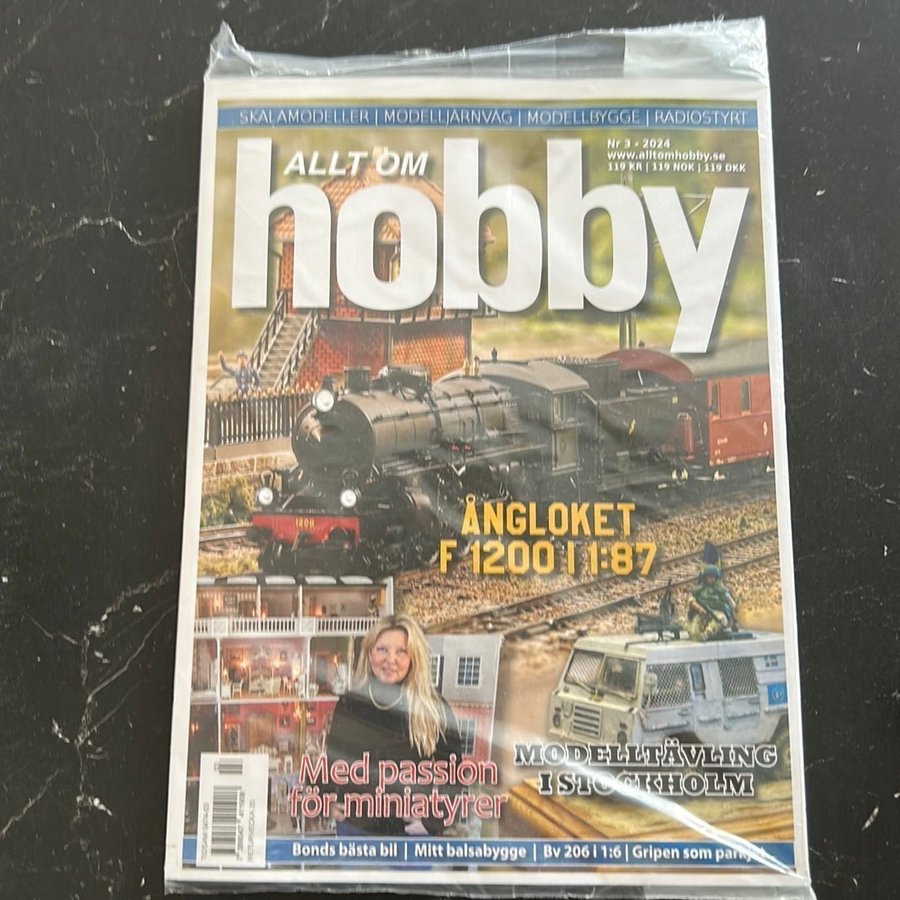 SKALAMODELLER | MODELLJÄRNVÄG | MODELLBYGGE | RADIOSTYRT
ALLT OM
hobby
Nr 3 • 2024
www.alltomhobby.se
119 KR | 119 NOK | 119 DKK
1200
ÅNGLOKET
F 1200 I 1:87
Med passion
för miniatyrer
MODELLTÄVLING
I STOCKHOLM
Bonds bästa bil | Mitt balsabygge | Bv 206 i 1:6 | Gripen som